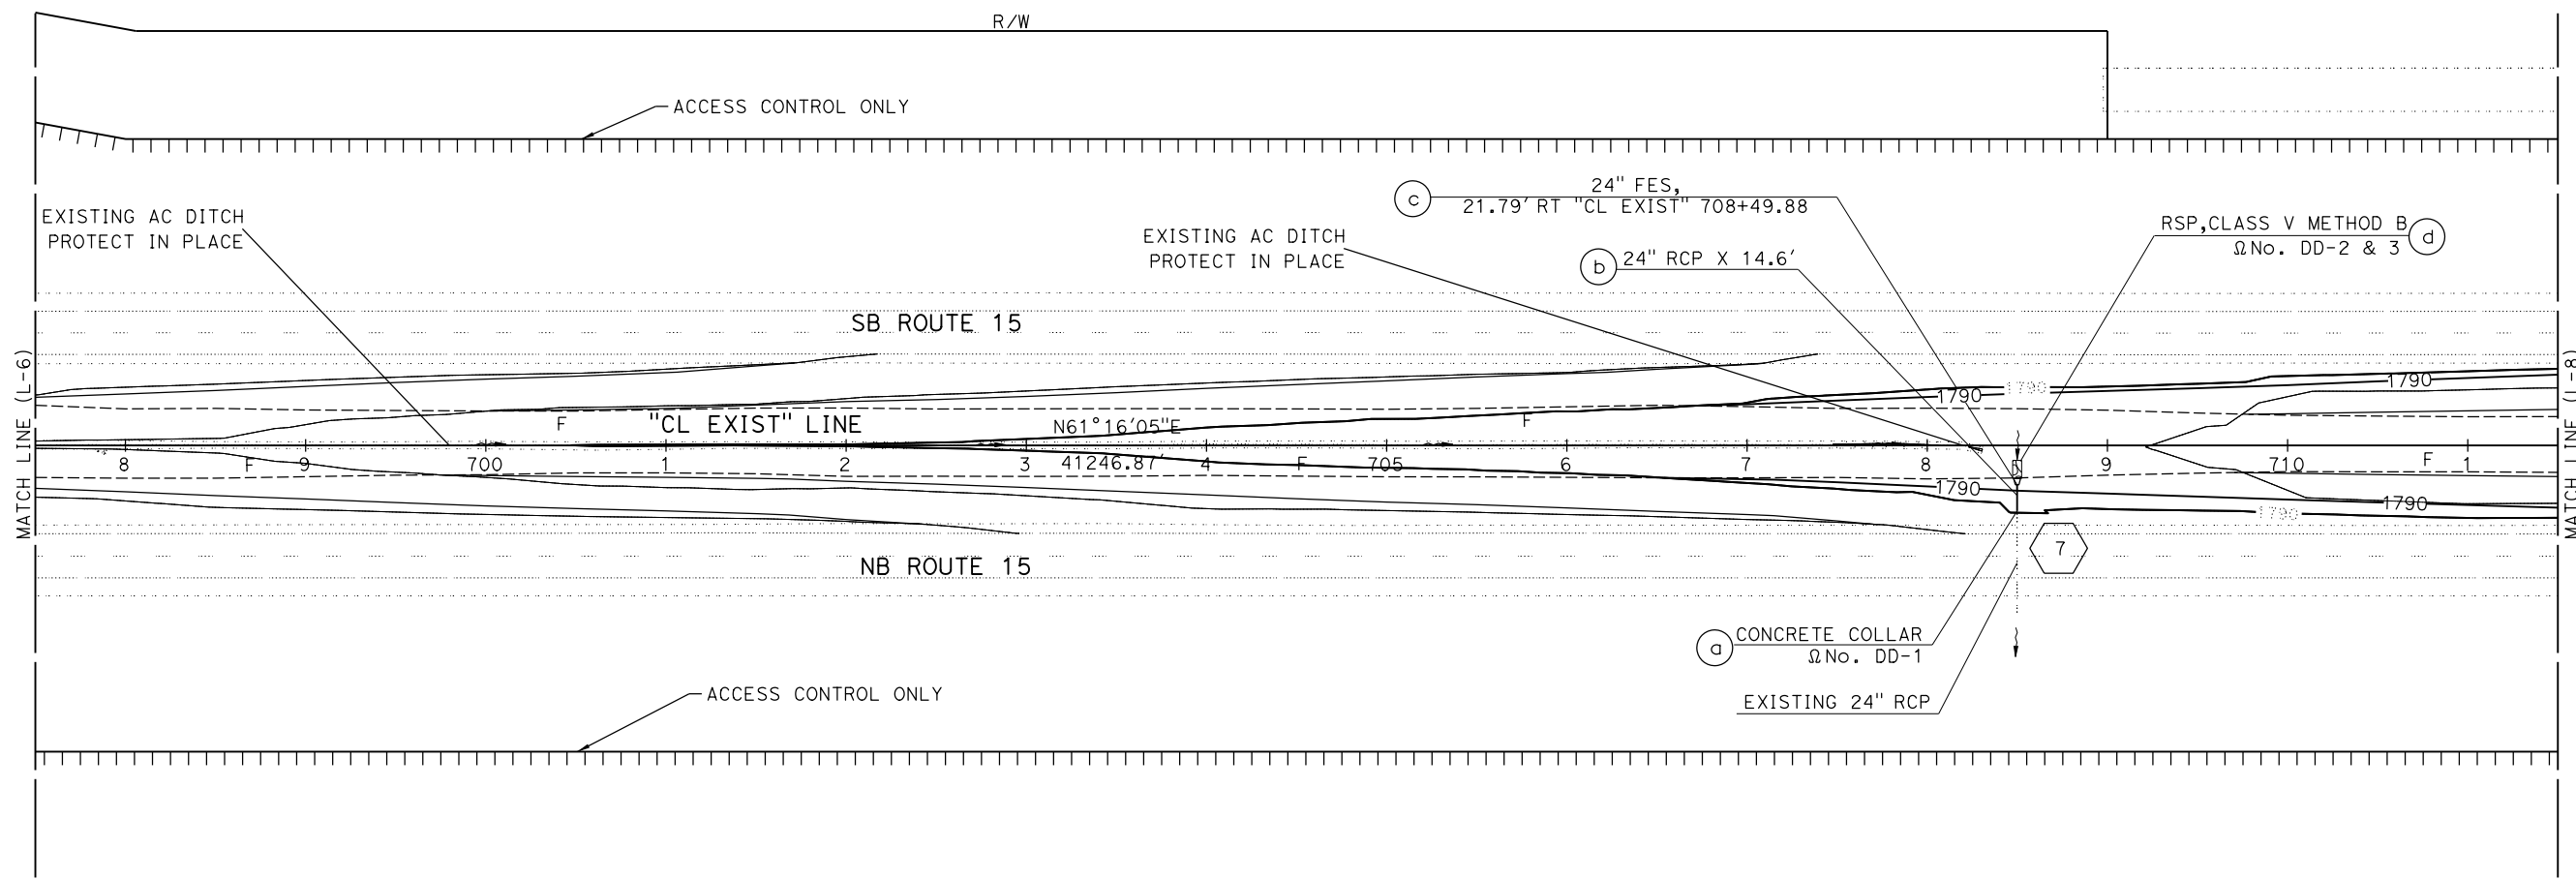 R/W
ACCESS CONTROL ONLY
24" FES,
c
21.79' RT "CL EXIST" 708+49.88
EXISTING AC DITCH
PROTECT IN PLACE
RSP,CLASS V METHOD B
d
ΩNo. DD-2 & 3
EXISTING AC DITCH
PROTECT IN PLACE
b
24" RCP X 14.6'
SB ROUTE 15
MATCH LINE (L-6)
MATCH LINE (L-8)
1790
1790
1790
F
"CL EXIST" LINE
N61°16'05"E
F
8
F
9
700
1
2
3
41246.87'
4
F
705
6
7
8
9
710
F
1
1790
1790
1790
7
NB ROUTE 15
a
CONCRETE COLLAR
ΩNo. DD-1
ACCESS CONTROL ONLY
EXISTING 24" RCP